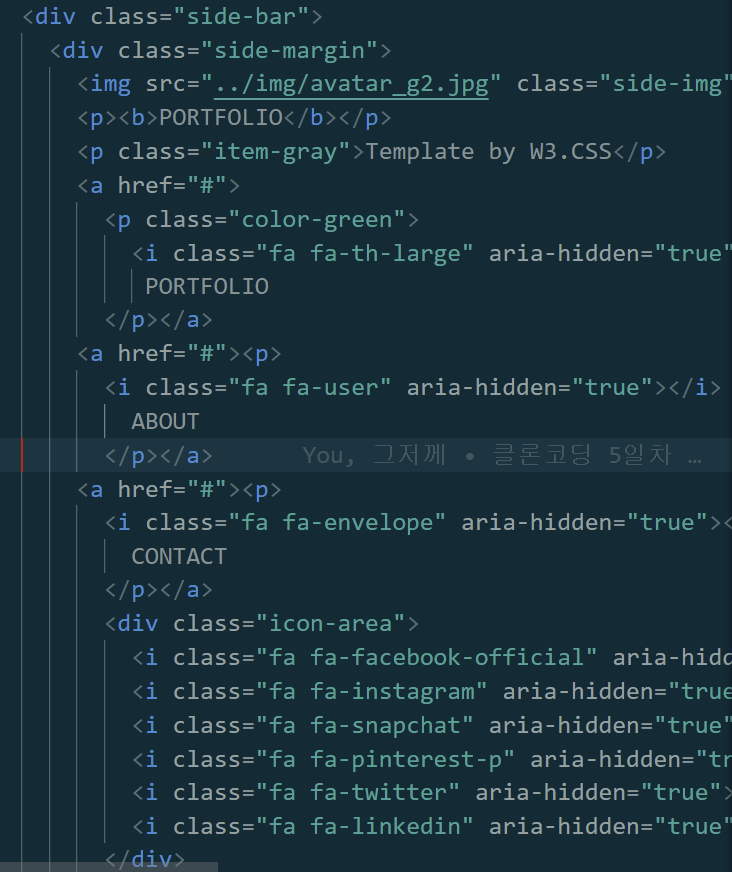 <div class="side-bar">
<div class="side-margin">
<img src="../img/avatar_g2.jpg" class="side-img"
<p><b>PORTFOLIO</b></p>
<p class="item-gray">Template by W3.CSS</p>
<a href="#">
<p class="color-green">
<i class="fa fa-th-large" aria-hidden="true"
PORTFOLIO
</p></a>
<a href="#"><p>
<i class="fa fa-user" aria-hidden="true"></i>
ABOUT
</p></a> You, 그저께 • 클론코딩 5일차 …
<a href="#"><p>
<i class="fa fa-envelope" aria-hidden="true"><
CONTACT
</p></a>
<div class="icon-area">
<i class="fa fa-facebook-official" aria-hidd
<i class="fa fa-instagram" aria-hidden="true
<i class="fa fa-snapchat" aria-hidden="true"
<i class="fa fa-pinterest-p" aria-hidden="tr
<i class="fa fa-twitter" aria-hidden="true">
<i class="fa fa-linkedin" aria-hidden="true"
</div>